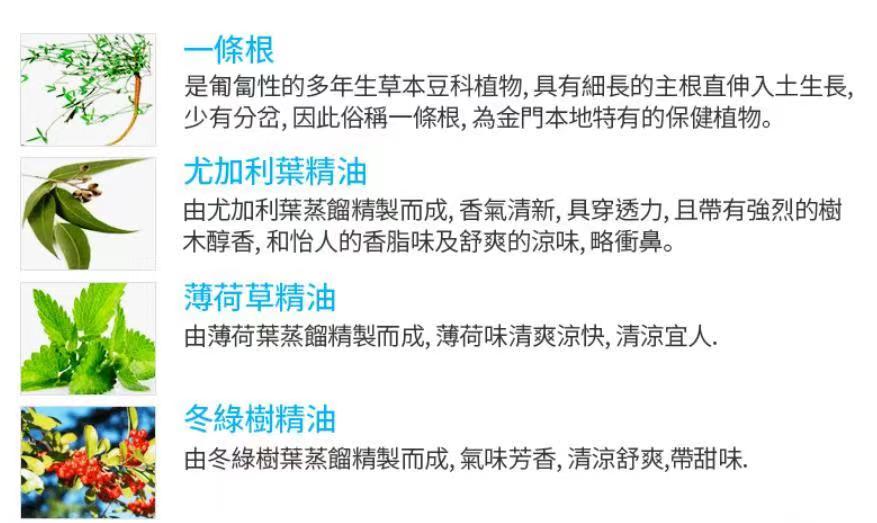 一條根
是匍匐性的多年生草本豆科植物, 具有細長的主根直伸入土生長,
少有分岔, 因此俗稱一條根, 為金門本地特有的保健植物。
尤加利葉精油
由尤加利葉蒸餾精製而成, 香氣清新, 具穿透力, 且帶有強烈的樹
木醇香, 和怡人的香脂味及舒爽的涼味, 略衝鼻。
薄荷草精油
由薄荷葉蒸餾精製而成, 薄荷味清爽涼快, 清涼宜人.
冬綠樹精油
由冬綠樹葉蒸餾精製而成, 氣味芳香, 清涼舒爽,帶甜味.